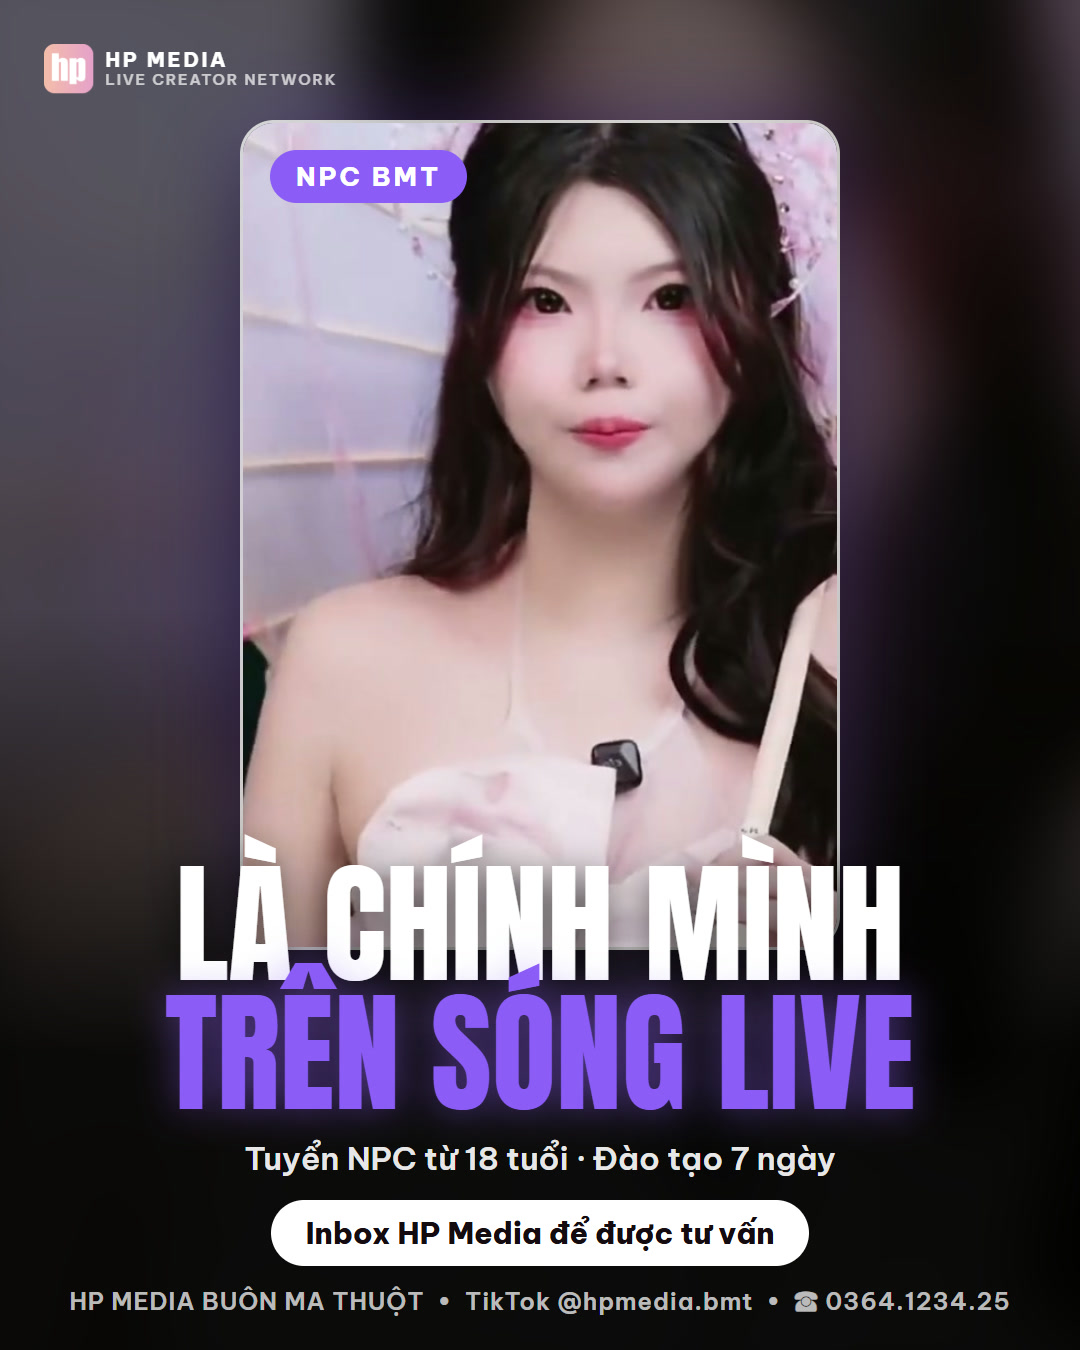 hp
HP MEDIA
LIVE CREATOR NETWORK
NPC BMT
LÀ CHÍNH MÌNH
TRÊN SÓNG LIVE
Tuyển NPC từ 18 tuổi · Đào tạo 7 ngày
Inbox HP Media để được tư vấn
HP MEDIA BUÔN MA THUỘT • TikTok @hpmedia.bmt • ☎ 0364.1234.25